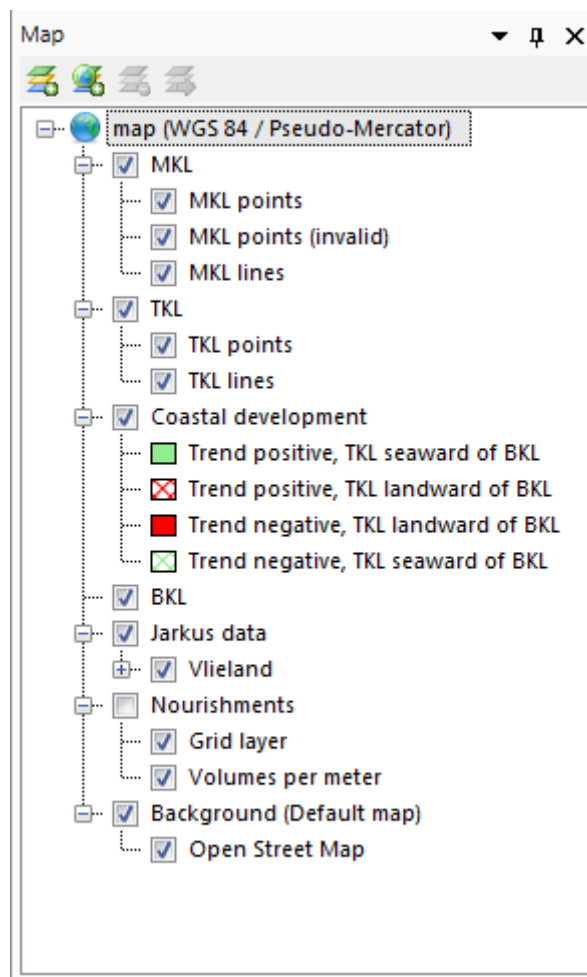 Map
map (WGS 84 / Pseudo-Mercator)
MKL
MKL points
MKL points (invalid)
MKL lines
TKL
TKL points
TKL lines
Coastal development
Trend positive, TKL seaward of BKL
Trend positive, TKL landward of BKL
Trend negative, TKL landward of BKL
Trend negative, TKL seaward of BKL
BKL
Jarkus data
Vlieland
Nourishments
Grid layer
Volumes per meter
Background (Default map)
Open Street Map